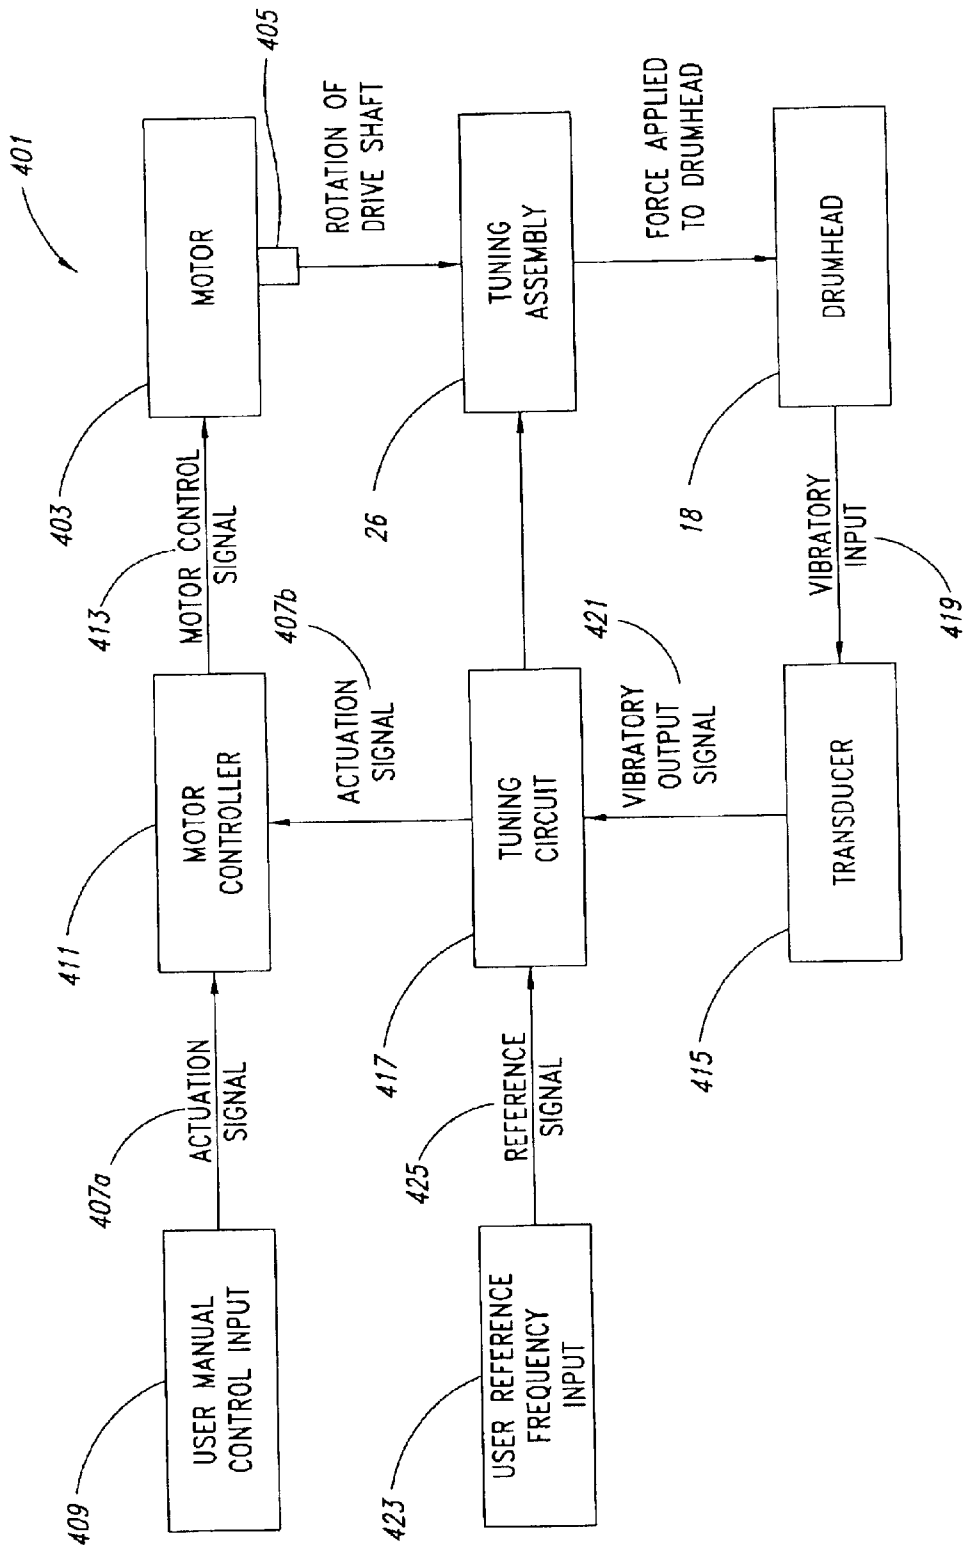 401
409
USER MANUAL
CONTROL INPUT
407a
ACTUATION
SIGNAL
411
MOTOR
CONTROLLER
413
MOTOR CONTROL
SIGNAL
403
MOTOR
405
ROTATION OF
DRIVE SHAFT
407b
ACTUATION
SIGNAL
423
USER REFERENCE
FREQUENCY
INPUT
425
REFERENCE
SIGNAL
417
TUNING
CIRCUIT
26
TUNING
ASSEMBLY
421
VIBRATORY
OUTPUT
SIGNAL
FORCE APPLIED
TO DRUMHEAD
415
TRANSDUCER
VIBRATORY
INPUT
419
18
DRUMHEAD